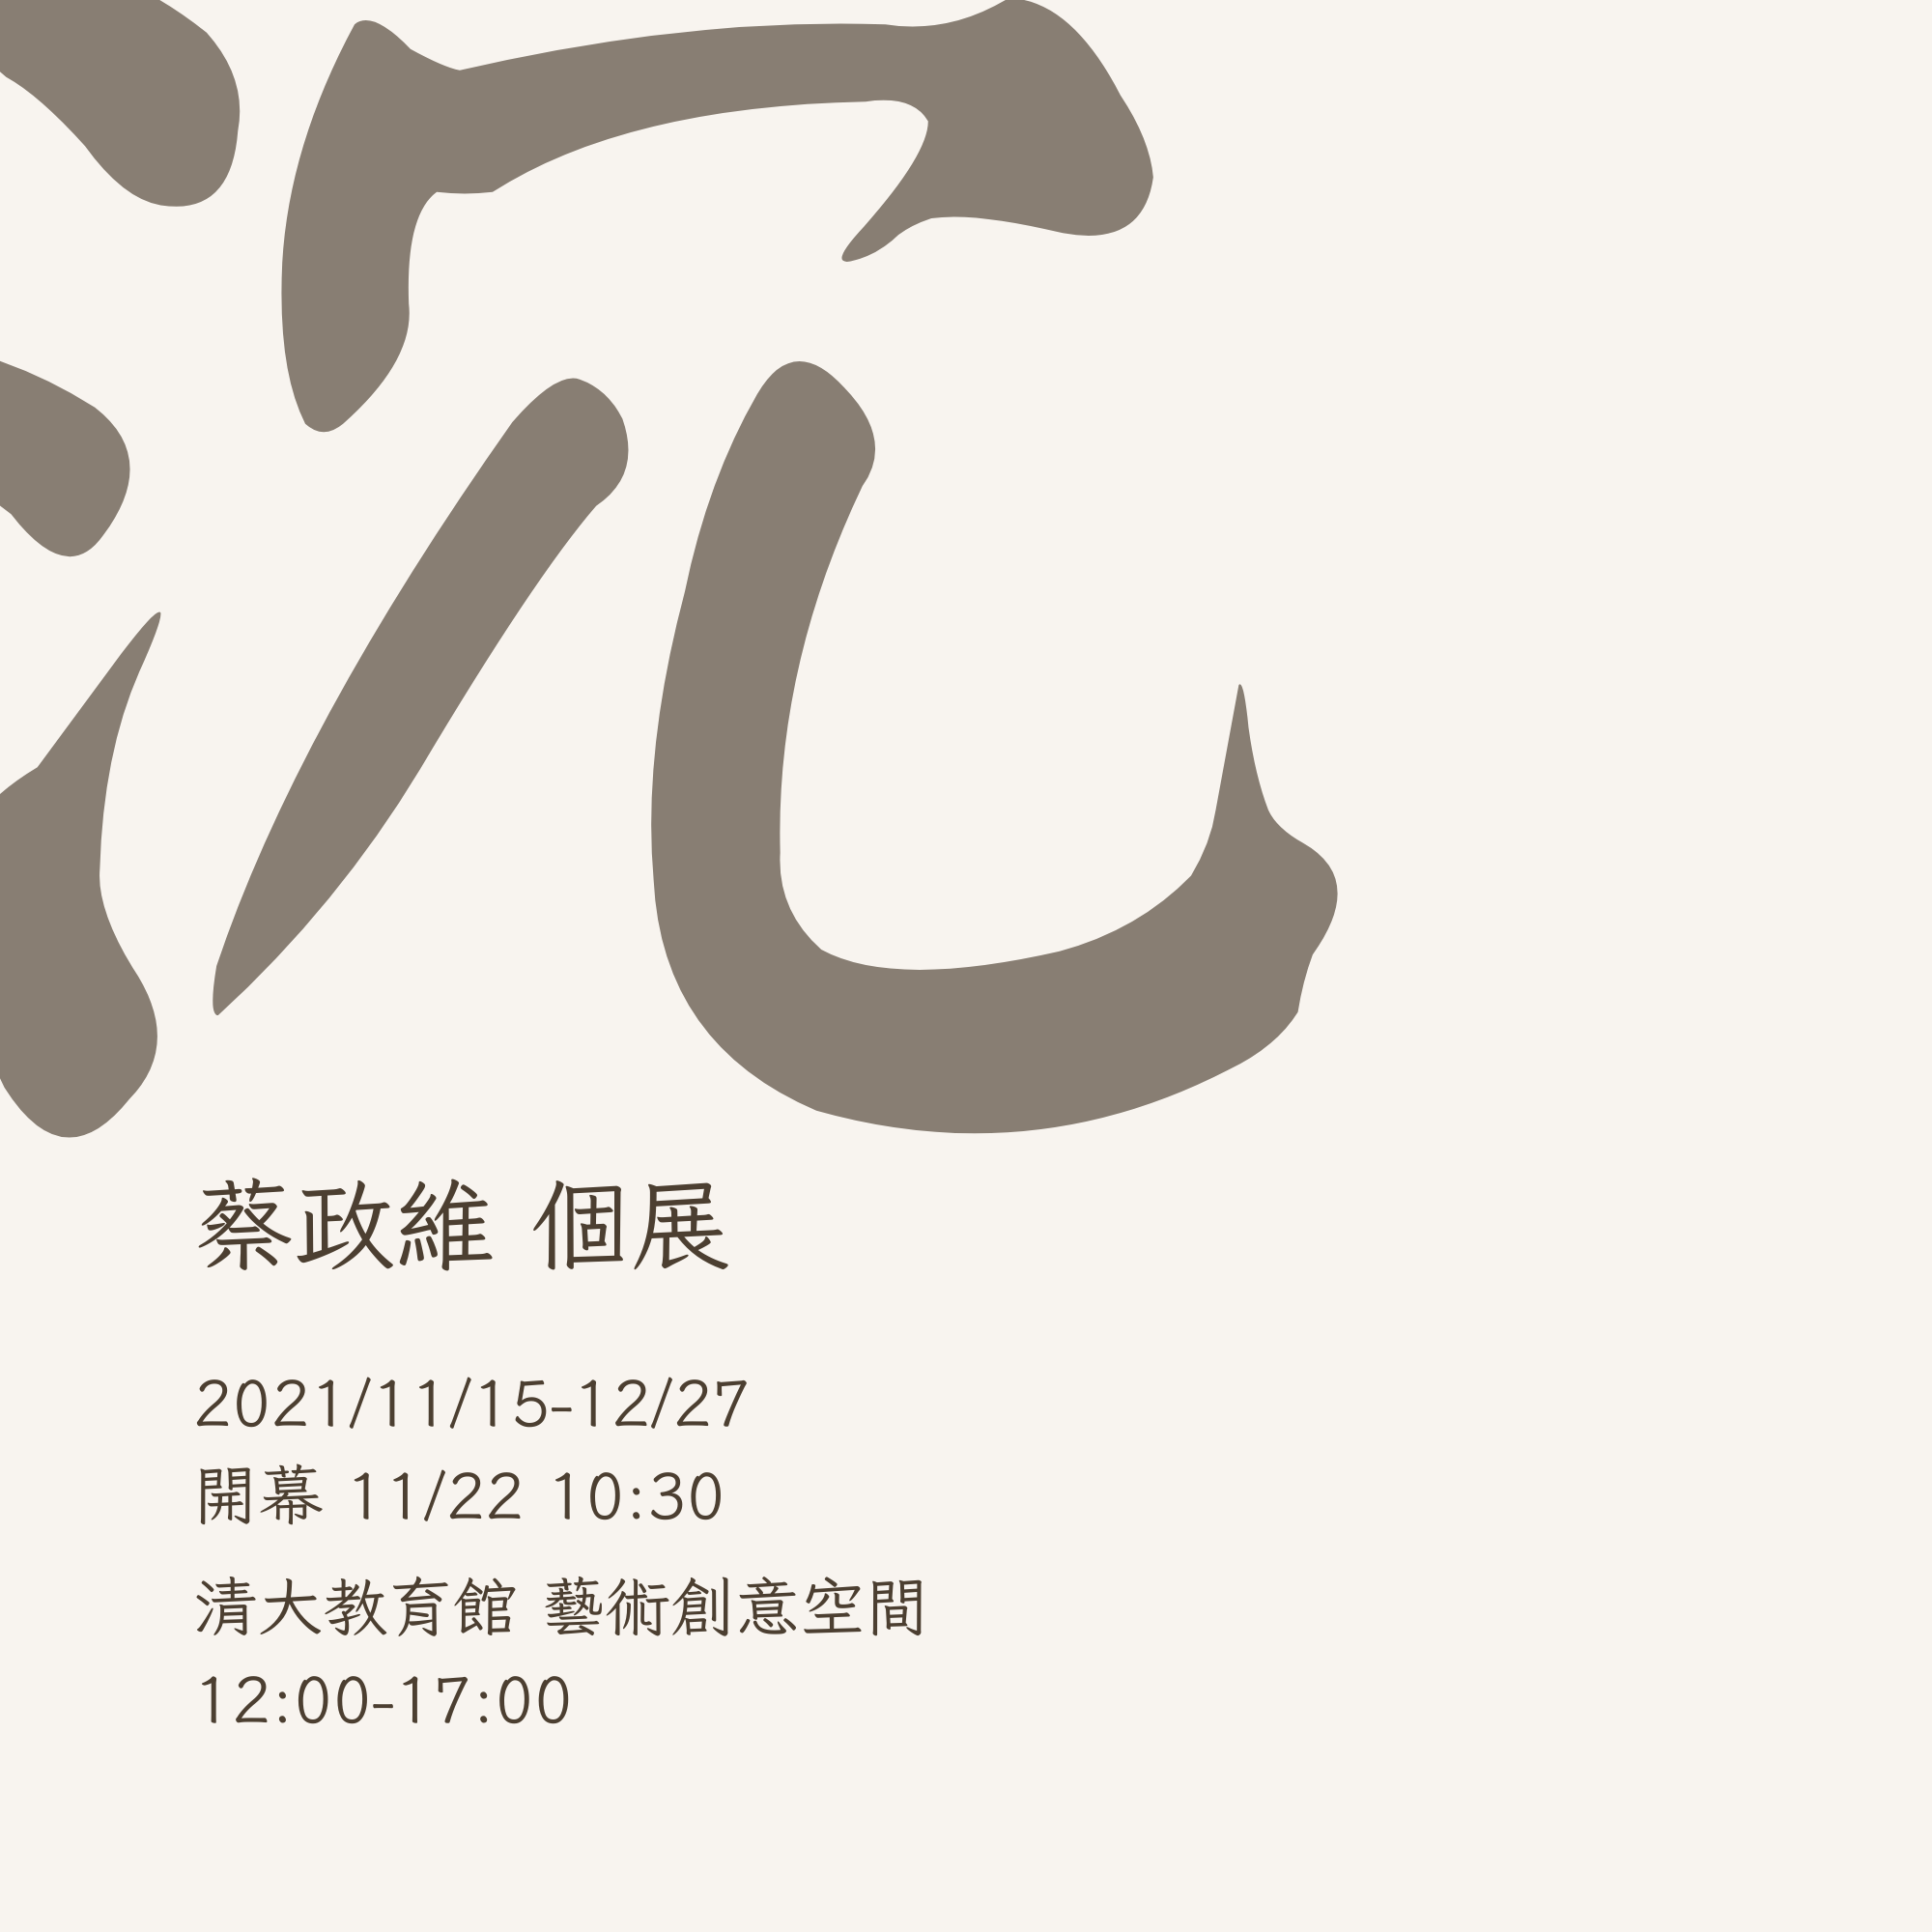 沉
蔡政維 個展
2021/11/15-12/27
開幕 11/22 10:30
清大教育館 藝術創意空間
12:00-17:00